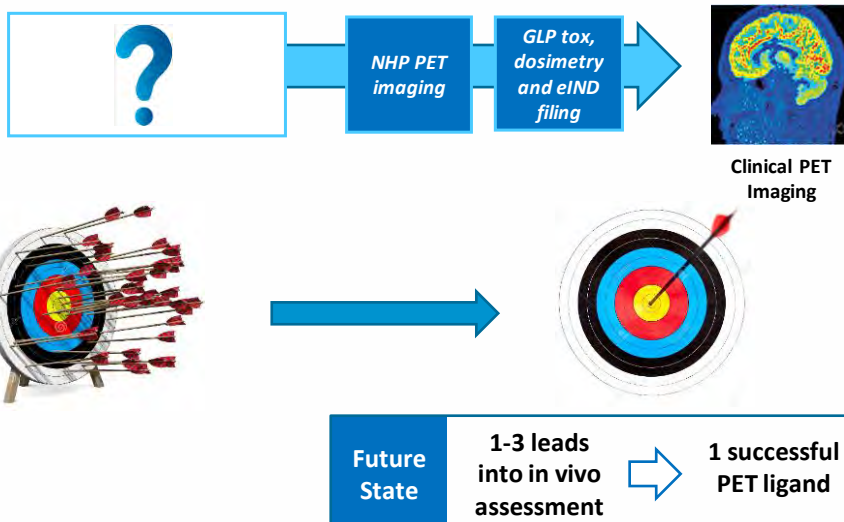 ?
NHP PET
imaging
GLP tox,
dosimetry
and eIND
filing
Clinical PET
Imaging
Future
State
1-3 leads
into in vivo
assessment
1 successful
PET ligand